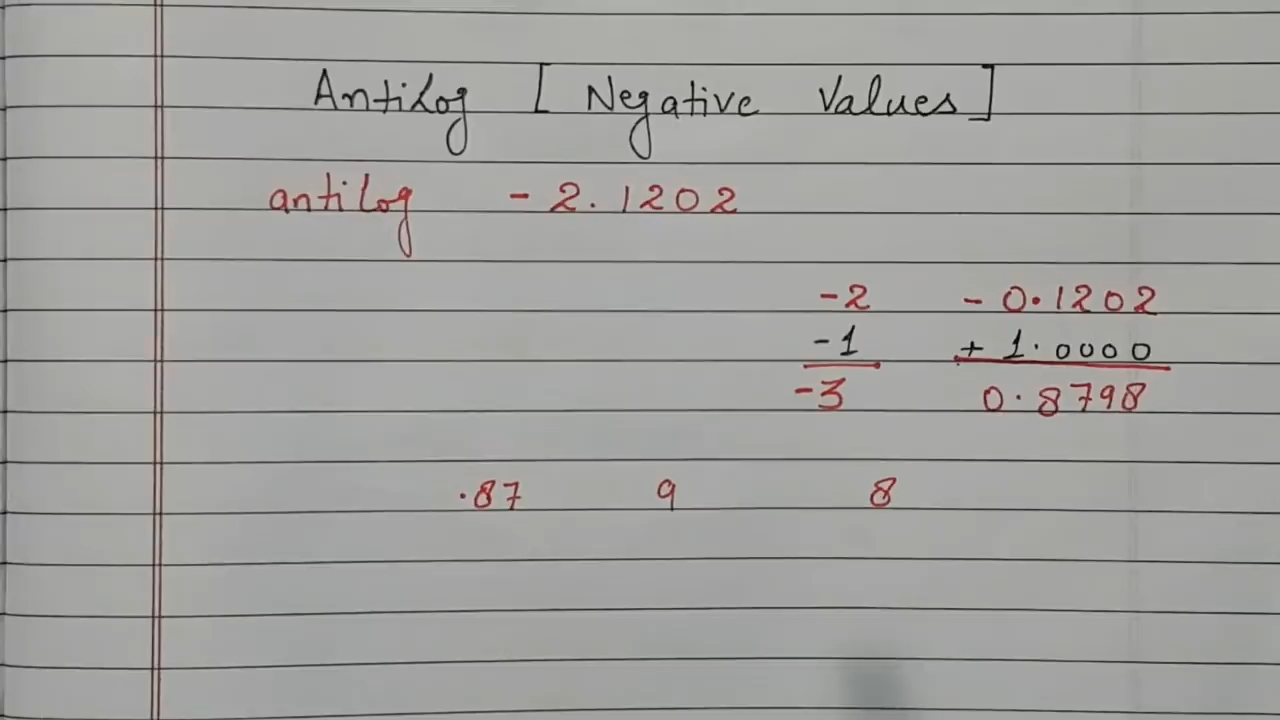 Antilog [ Negative Values ]
antilog - 2.1202
-2 - 0.1202
-1 + 1.0000
-3 0.8798
.87 9 8